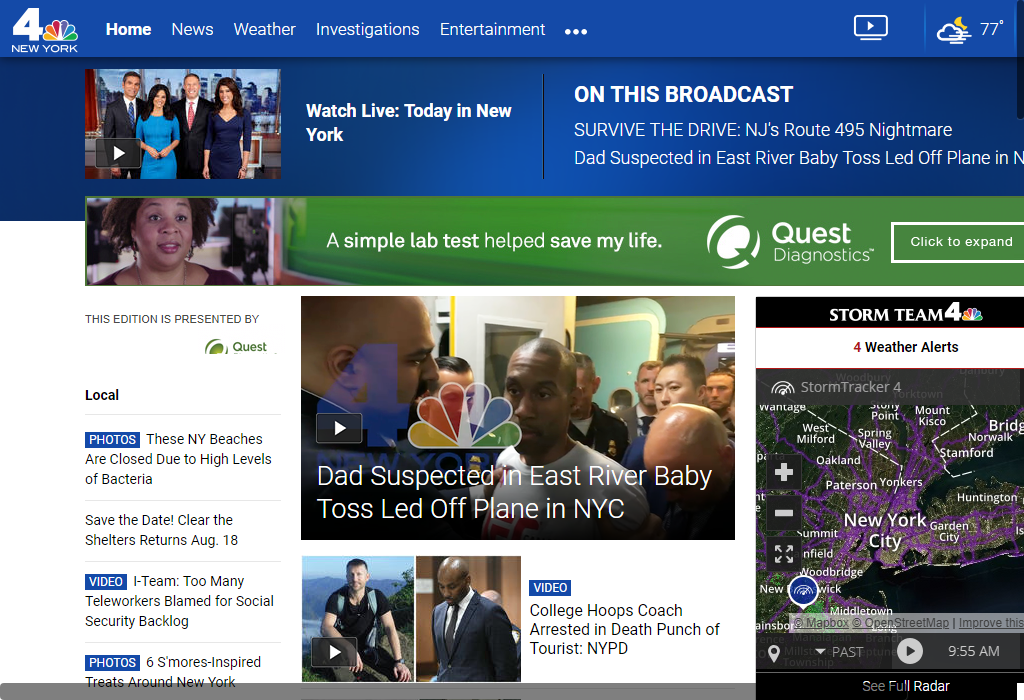 4
NEW YORK
Home
News
Weather
Investigations
Entertainment
77°
Watch Live: Today in New
York
ON THIS BROADCAST
SURVIVE THE DRIVE: NJ's Route 495 Nightmare
Dad Suspected in East River Baby Toss Led Off Plane in N
A simple lab test helped save my life.
Quest
Diagnostics™
Click to expand
THIS EDITION IS PRESENTED BY
Quest
Local
PHOTOS These NY Beaches
Are Closed Due to High Levels
of Bacteria
Save the Date! Clear the
Shelters Returns Aug. 18
VIDEO I-Team: Too Many
Teleworkers Blamed for Social
Security Backlog
PHOTOS 6 S'mores-Inspired
Treats Around New York
Dad Suspected in East River Baby
Toss Led Off Plane in NYC
VIDEO
College Hoops Coach
Arrested in Death Punch of
Tourist: NYPD
STORM TEAM 4
4 Weather Alerts
StormTracker 4
Wantage
Stony
Point
Mount
Kisco
West
Milford
Spring
Valley
Bridg
Norwalk
Stamford
Oakland
Paterson
Yonkers
Huntington
New York
City
Garden
City
Summit
nfield
Woodbridge
New
wick
Middletown
© Mapbox © OpenStreetMap | Improve this
PAST
9:55 AM
See Full Radar